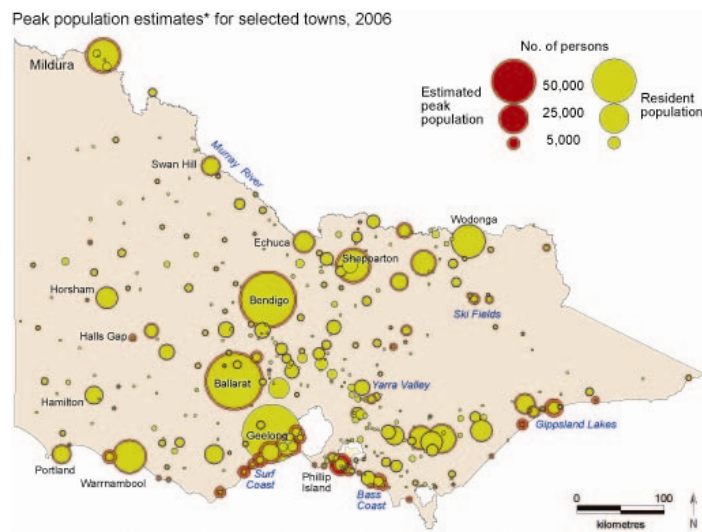 Peak population estimates* for selected towns, 2006
No. of persons
Estimated
peak
population
50,000
25,000
5,000
Resident
population
Mildura
Swan Hill
Murray River
Echuca
Shepparton
Wodonga
Horsham
Bendigo
Ski Fields
Halls Gap
Ballarat
Yarra Valley
Hamilton
Geelong
Gippsland Lakes
Portland
Warrnambool
Surf
Coast
Phillip
Island
Bass
Coast
0
100
kilometres
N